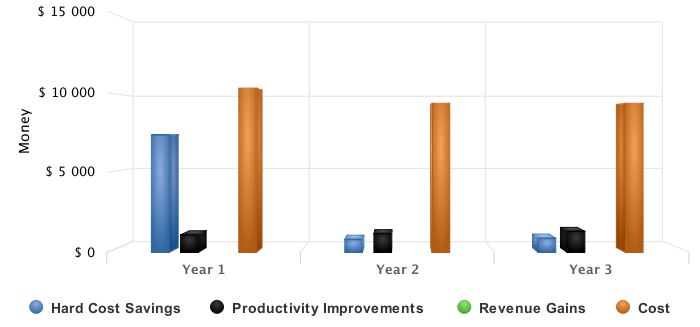 $ 15 000
$ 10 000
$ 5 000
$ 0
Money
Year 1
Year 2
Year 3
Hard Cost Savings
Productivity Improvements
Revenue Gains
Cost